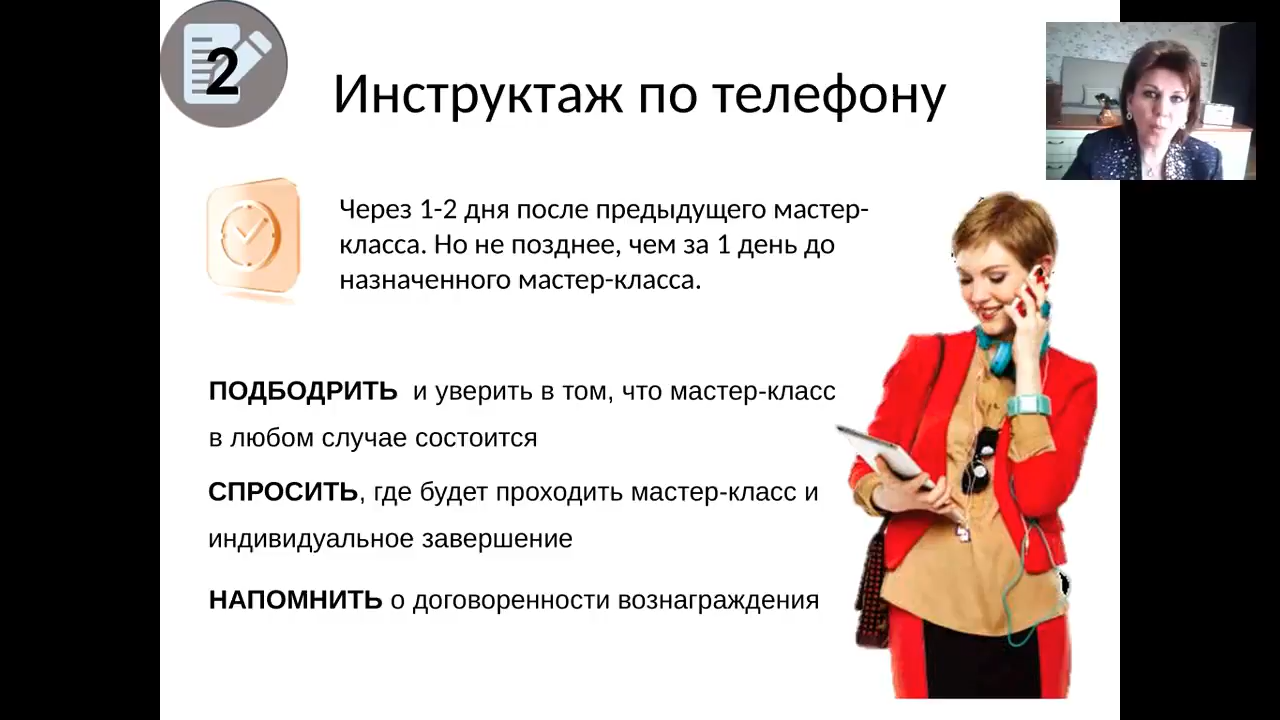 2
Инструктаж по телефону
Через 1-2 дня после предыдущего мастер-
класса. Но не позднее, чем за 1 день до
назначенного мастер-класса.
ПОДБОДРИТЬ и уверить в том, что мастер-класс
в любом случае состоится
СПРОСИТЬ, где будет проходить мастер-класс и
индивидуальное завершение
НАПОМНИТЬ о договоренности вознаграждения